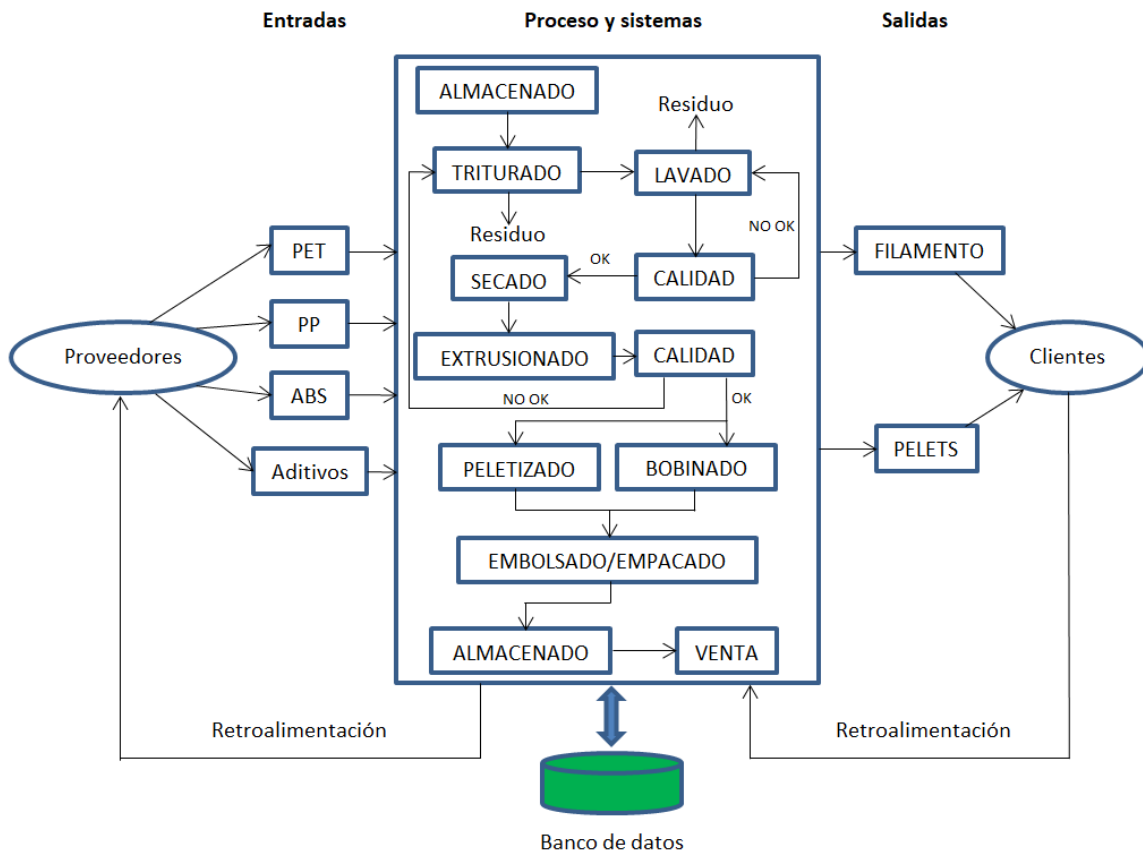 Entradas
Proceso y sistemas
Salidas
ALMACENADO
Residuo
TRITURADO
LAVADO
Residuo
NO OK
PET
OK
SECADO
CALIDAD
FILAMENTO
PP
Proveedores
EXTRUSIONADO
CALIDAD
Clientes
ABS
NO OK
OK
Aditivos
PELETIZADO
BOBINADO
PELETS
EMBOLSADO/EMPACADO
ALMACENADO
VENTA
Retroalimentación
Retroalimentación
Banco de datos